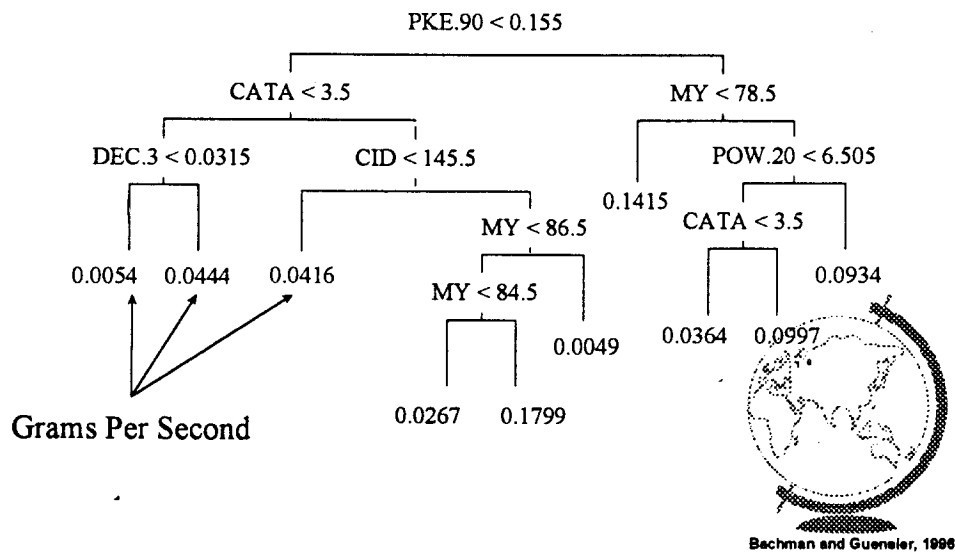 PKE.90 < 0.155
CATA < 3.5
MY < 78.5
DEC.3 < 0.0315
CID < 145.5
POW.20 < 6.505
0.1415
MY < 86.5
CATA < 3.5
0.0054
0.0444
0.0416
0.0934
MY < 84.5
0.0049
0.0364
0.0997
0.0267
0.1799
Grams Per Second
Bachman and Guensler, 1996